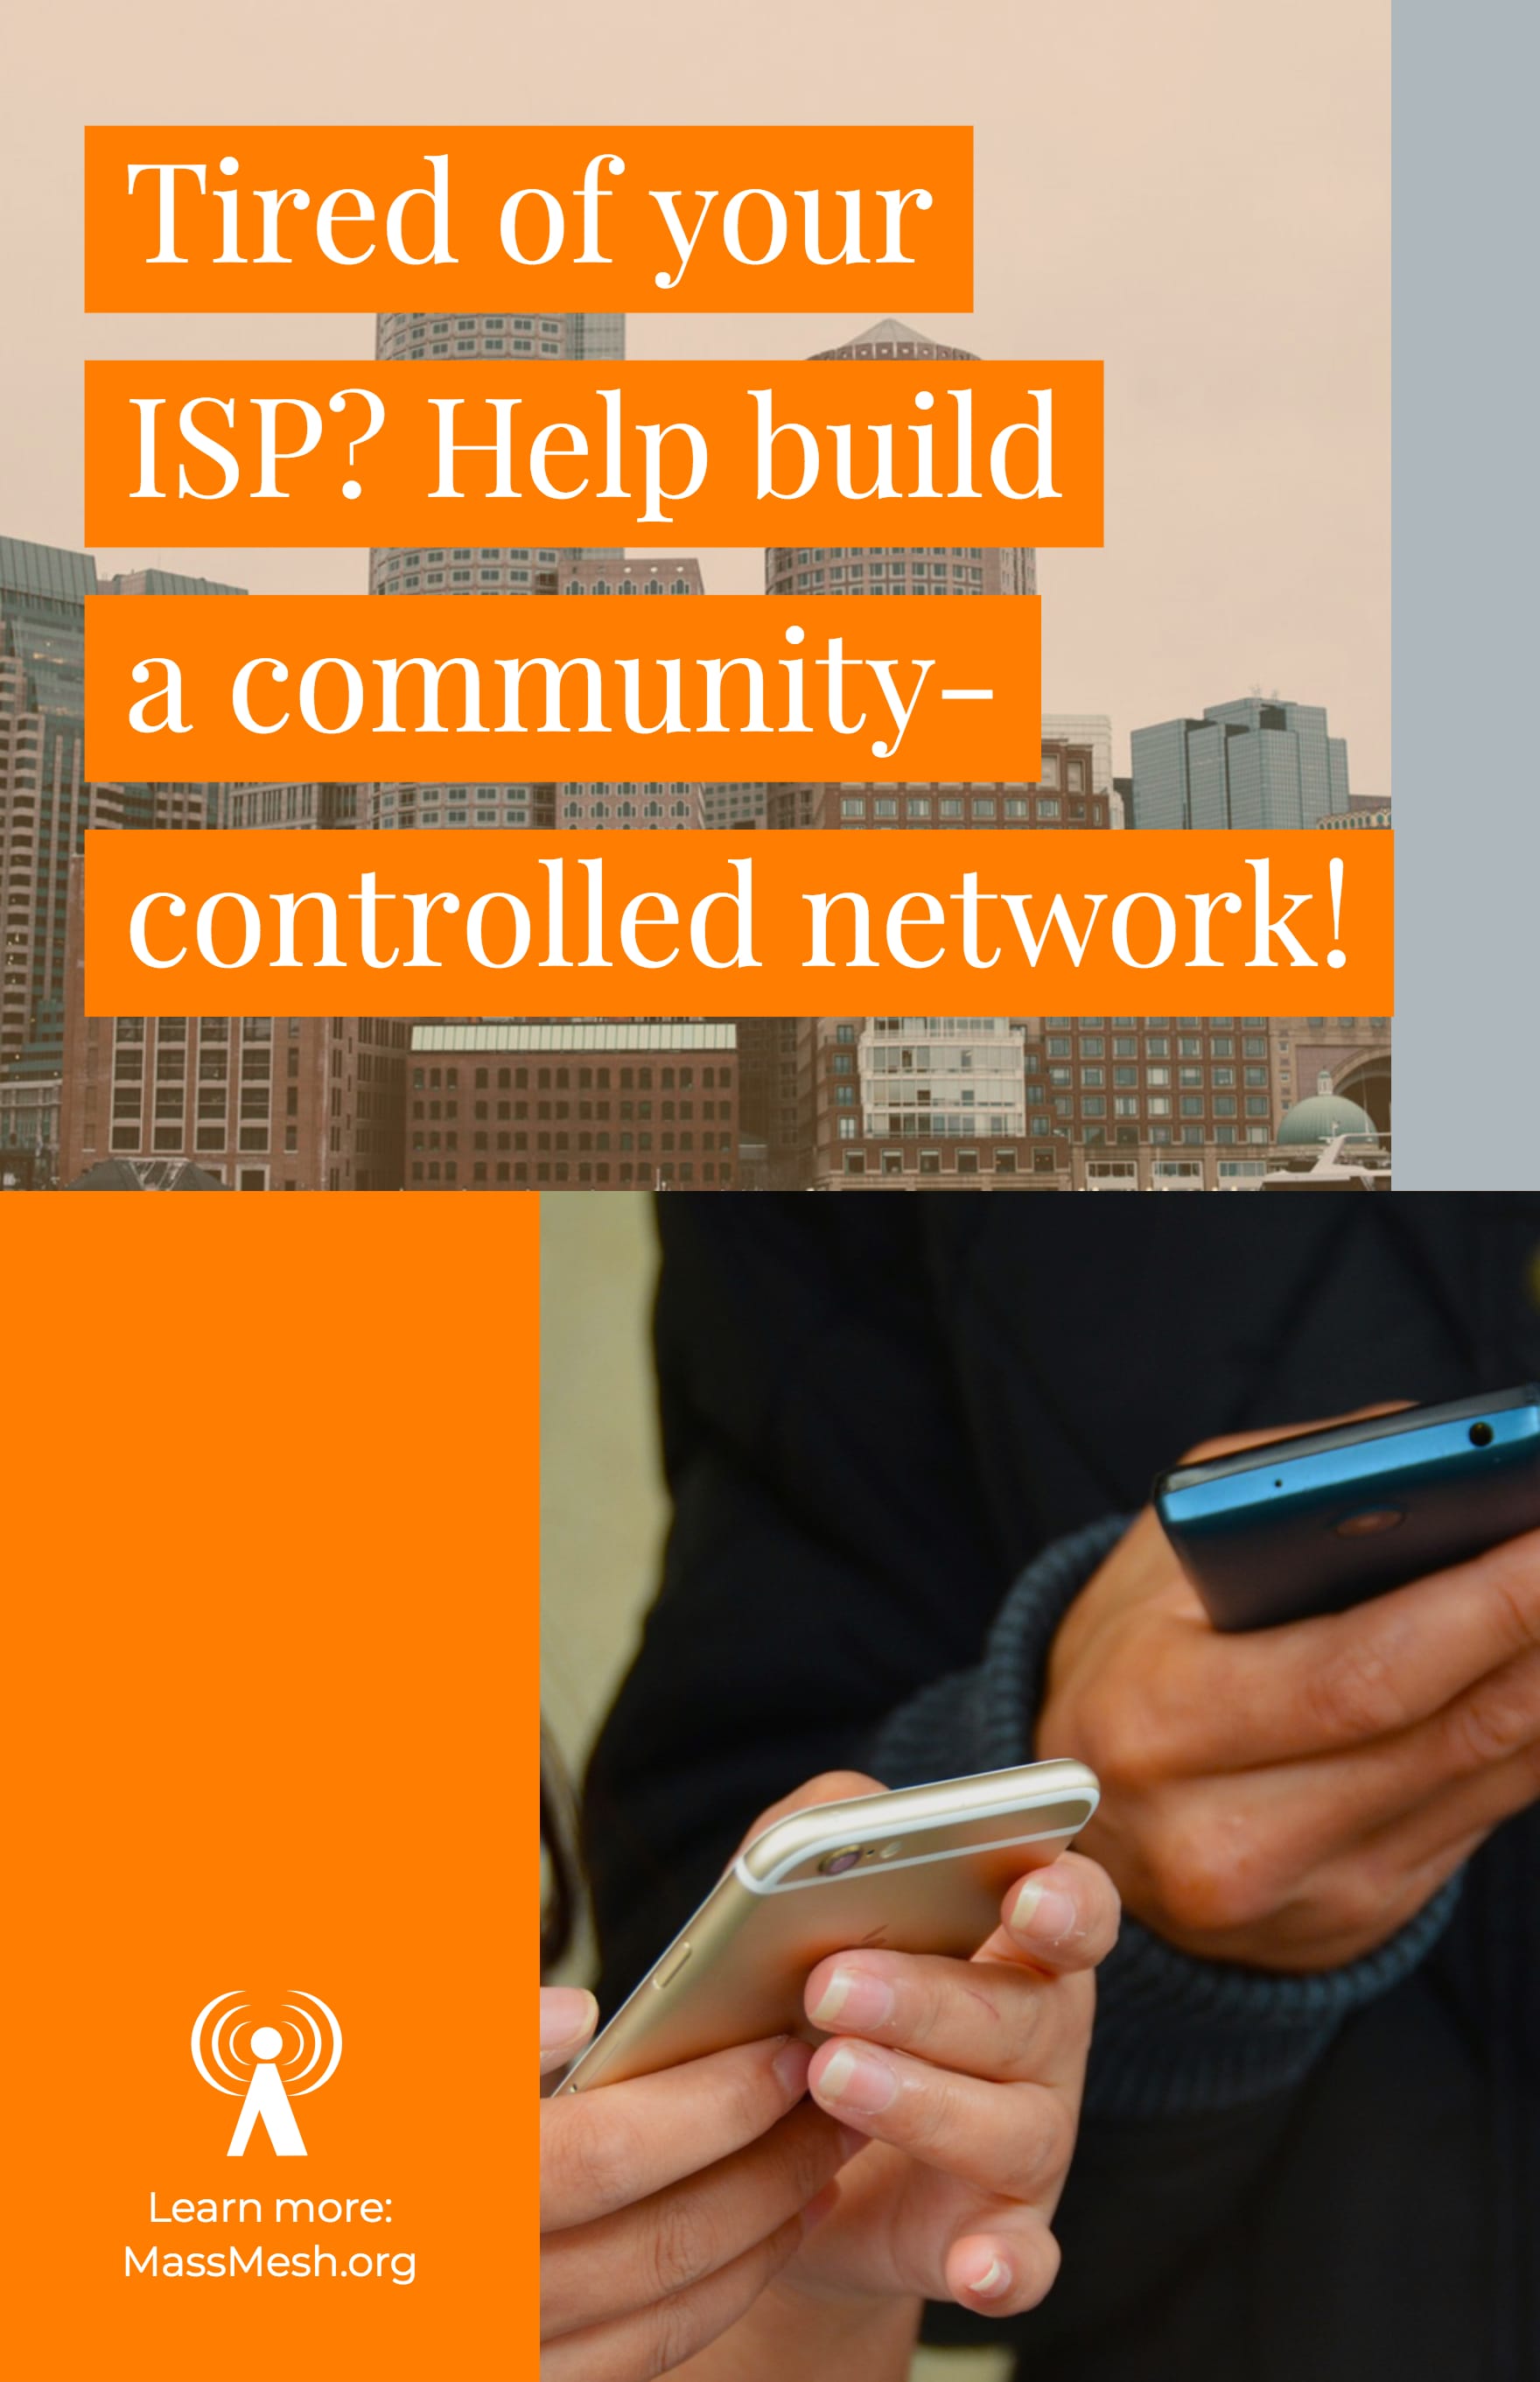 Tired of your
ISP? Help build
a community-
controlled network!
Learn more:
MassMesh.org